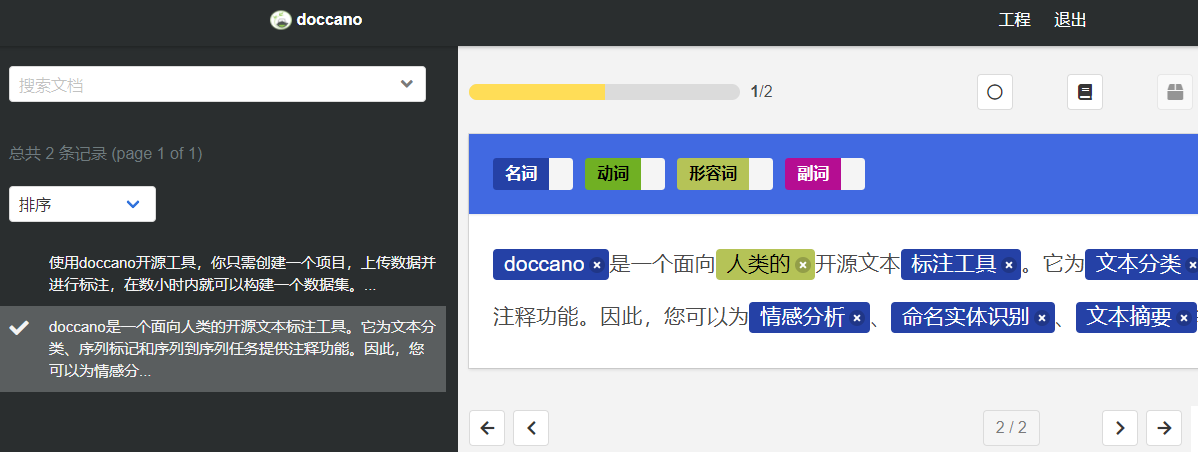 doccano
工程 退出
搜索文档
总共 2 条记录 (page 1 of 1)
排序
使用doccano开源工具，你只需创建一个项目，上传数据并
进行标注，在数小时内就可以构建一个数据集。...
doccano是一个面向人类的开源文本标注工具。它为文本分
类、序列标记和序列到序列任务提供注释功能。因此，您
可以为情感分...
1/2
名词 动词 形容词 副词
doccano是一个面向人类的开源文本标注工具。它为文本分类
注释功能。因此，您可以为情感分析、命名实体识别、文本摘要
2 / 2